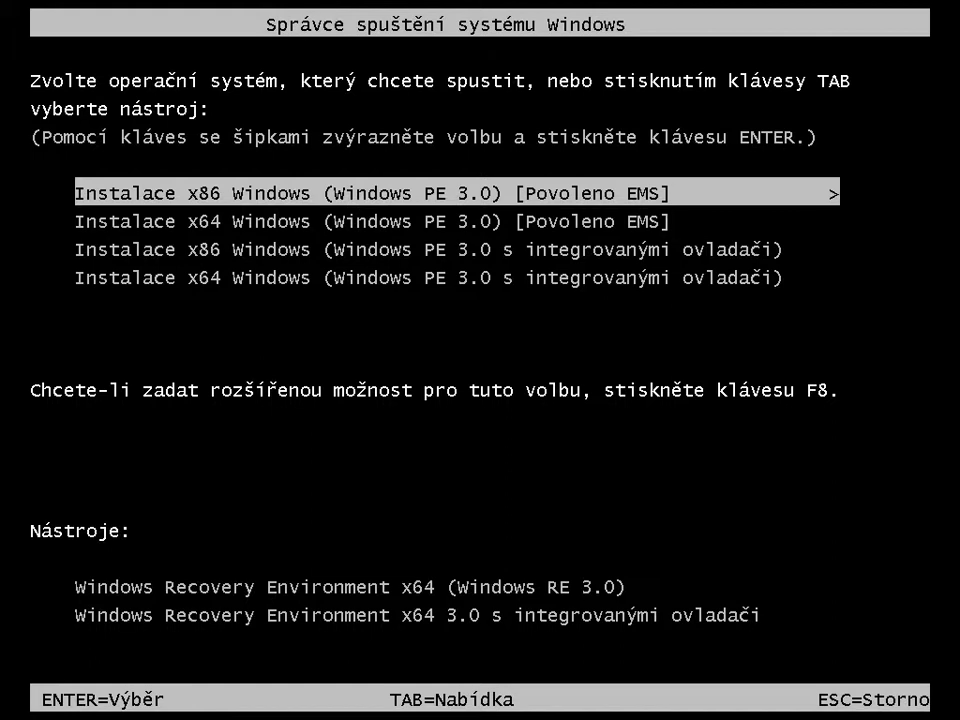 Správce spuštění systému Windows
Zvolte operační systém, který chcete spustit, nebo stisknutím klávesy TAB
vyberte nástroj:
(Pomocí kláves se šipkami zvýrazněte volbu a stiskněte klávesu ENTER.)
Instalace x86 Windows (Windows PE 3.0) [Povoleno EMS] >
Instalace x64 Windows (Windows PE 3.0) [Povoleno EMS]
Instalace x86 Windows (Windows PE 3.0 s integrovanými ovladači)
Instalace x64 Windows (Windows PE 3.0 s integrovanými ovladači)
Chcete-li zadat rozšířenou možnost pro tuto volbu, stiskněte klávesu F8.
Nástroje:
Windows Recovery Environment x64 (Windows RE 3.0)
Windows Recovery Environment x64 3.0 s integrovanými ovladači
ENTER=Výběr TAB=Nabídka ESC=Storno